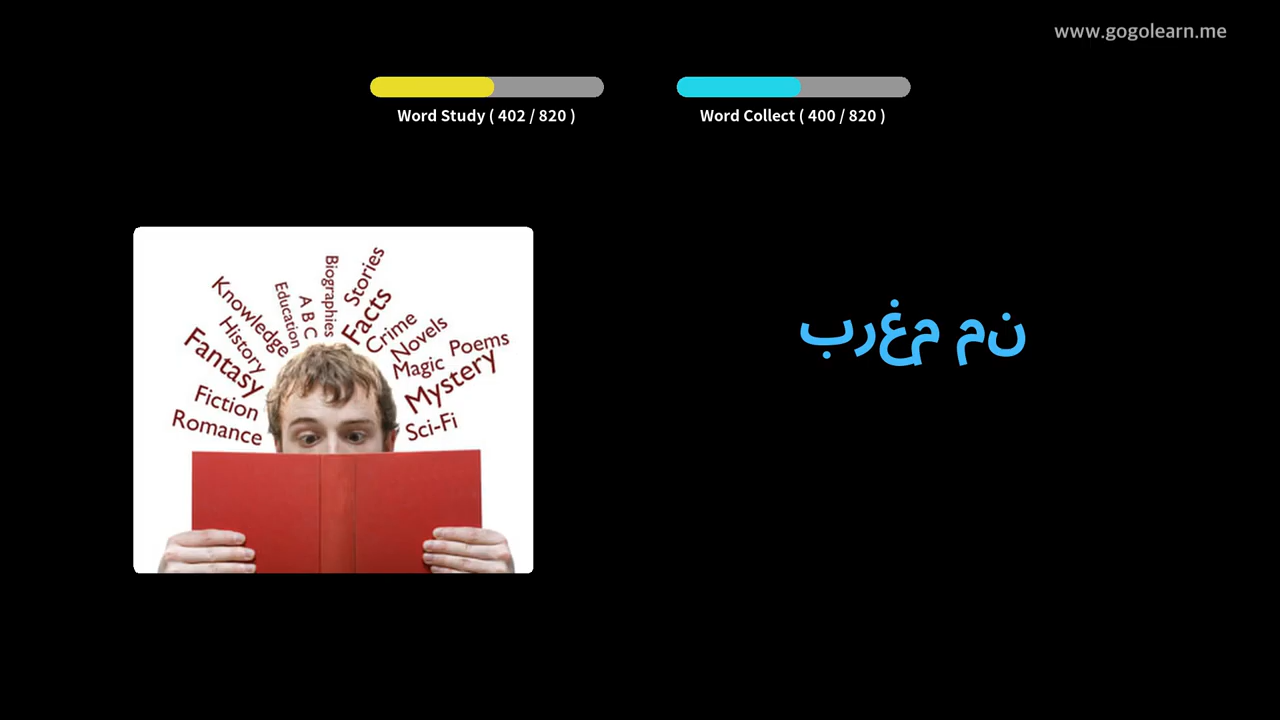 www.gogolearn.me
Word Study ( 402 / 820 )
Word Collect ( 400 / 820 )
Biographies
Stories
Education
A B C
Facts
Knowledge
Crime
History
Novels
Poems
Fantasy
Magic
Mystery
Fiction
Romance
Sci-Fi
برغم من